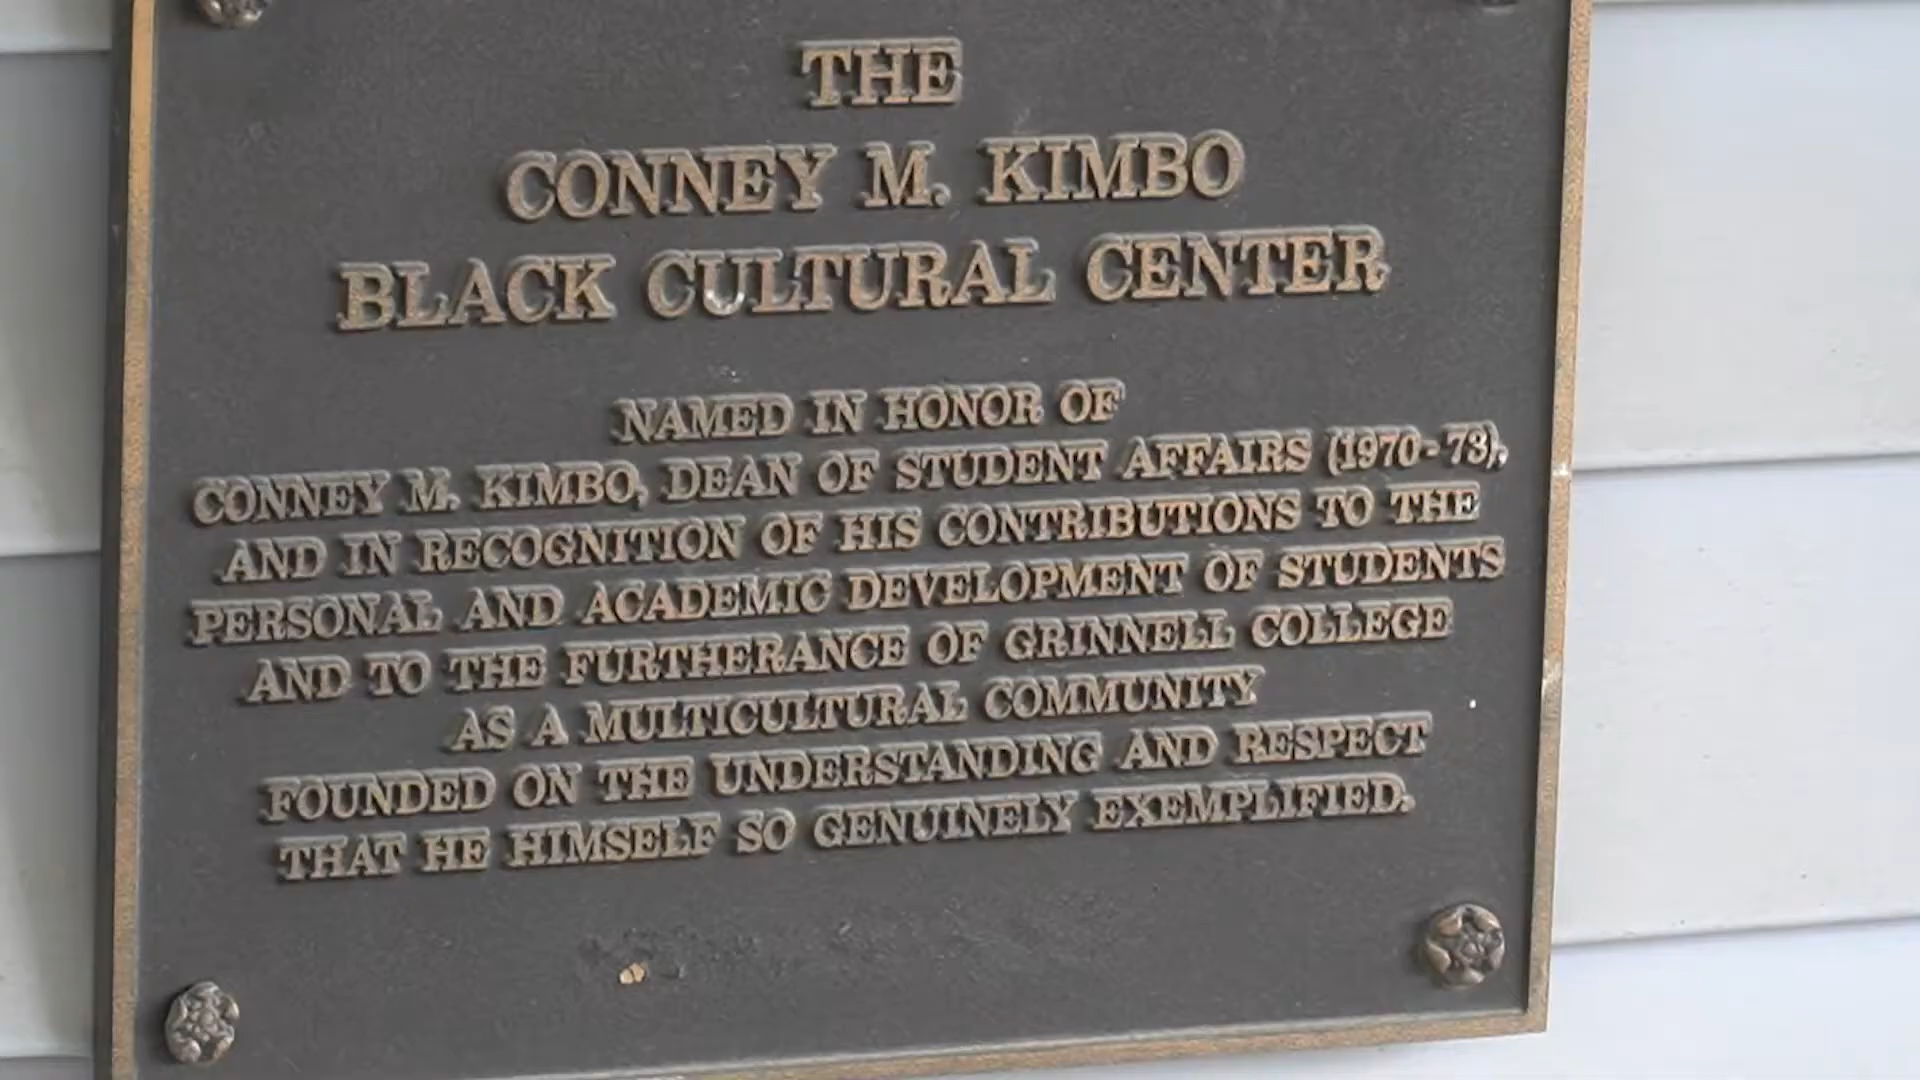 THE
CONNEY M. KIMBO
BLACK CULTURAL CENTER
NAMED IN HONOR OF
CONNEY M. KIMBO, DEAN OF STUDENT AFFAIRS (1970-73),
AND IN RECOGNITION OF HIS CONTRIBUTIONS TO THE
PERSONAL AND ACADEMIC DEVELOPMENT OF STUDENTS
AND TO THE FURTHERANCE OF GRINNELL COLLEGE
AS A MULTICULTURAL COMMUNITY
FOUNDED ON THE UNDERSTANDING AND RESPECT
THAT HE HIMSELF SO GENUINELY EXEMPLIFIED.